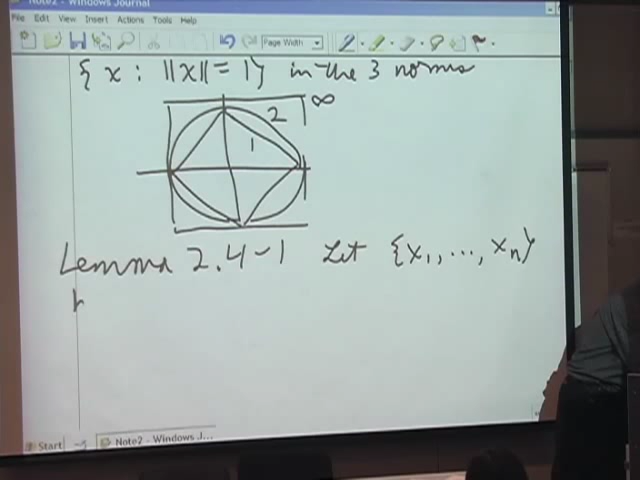 Note2 - Windows Journal
File Edit View Insert Actions Tools Help
Page Width
{ x : ||x|| = 1} in the 3 norms
∞
2
1
Lemma 2.4-1 Let {x1, ..., xn}
Start Note2 - Windows J...